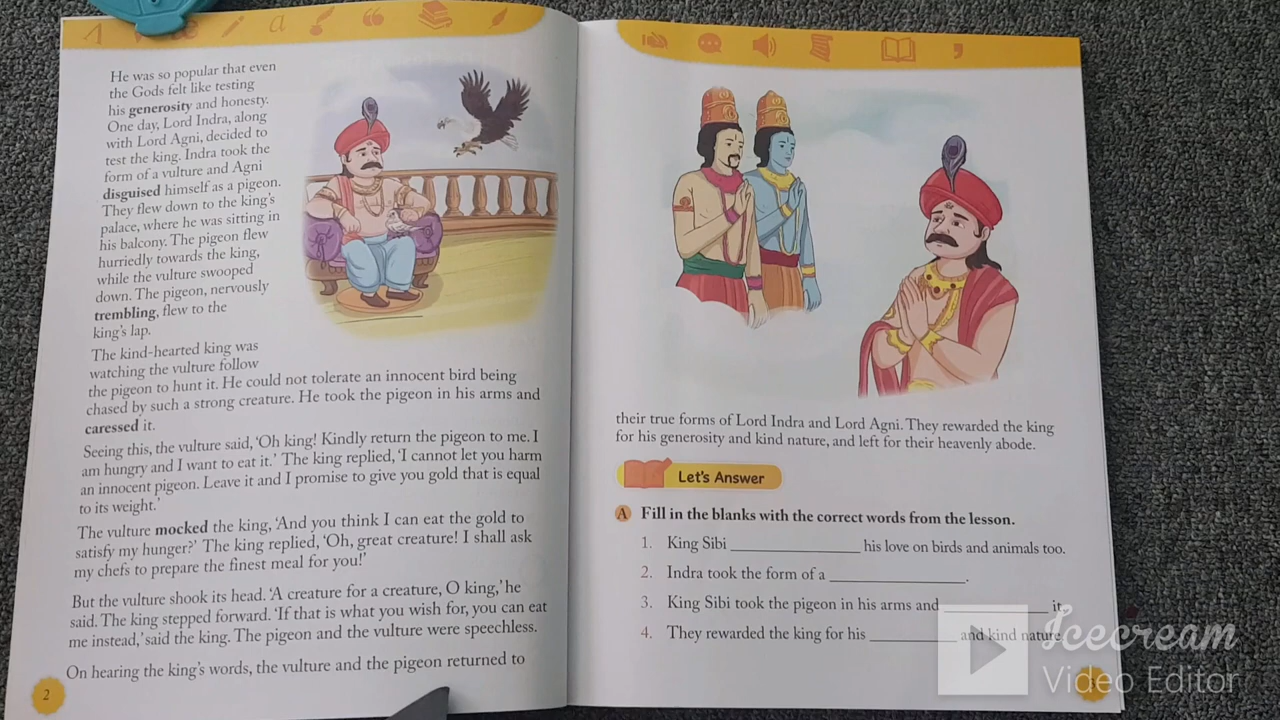 He was so popular that even
the Gods felt like testing
his generosity and honesty.
One day, Lord Indra, along
with Lord Agni, decided to
test the king. Indra took the
form of a vulture and Agni
disguised himself as a pigeon.
They flew down to the king's
palace, where he was sitting in
his balcony. The pigeon flew
hurriedly towards the king,
while the vulture swooped
down. The pigeon, nervously
trembling, flew to the
king's lap.
The kind-hearted king was
watching the vulture follow
the pigeon to hunt it. He could not tolerate an innocent bird being
chased by such a strong creature. He took the pigeon in his arms and
caressed it.
Seeing this, the vulture said, 'Oh king! Kindly return the pigeon to me. I
am hungry and I want to eat it.' The king replied, 'I cannot let you harm
an innocent pigeon. Leave it and I promise to give you gold that is equal
to its weight.'
The vulture mocked the king, 'And you think I can eat the gold to
satisfy my hunger?' The king replied, 'Oh, great creature! I shall ask
my chefs to prepare the finest meal for you!'
But the vulture shook its head. 'A creature for a creature, O king,' he
said. The king stepped forward. 'If that is what you wish for, you can eat
me instead,' said the king. The pigeon and the vulture were speechless.
On hearing the king's words, the vulture and the pigeon returned to
2
their true forms of Lord Indra and Lord Agni. They rewarded the king
for his generosity and kind nature, and left for their heavenly abode.
Let's Answer
A Fill in the blanks with the correct words from the lesson.
1. King Sibi ______________ his love on birds and animals too.
2. Indra took the form of a ______________.
3. King Sibi took the pigeon in his arms and ____________ it
4. They rewarded the king for his __________ and kind nature
Icecream
Video Editor